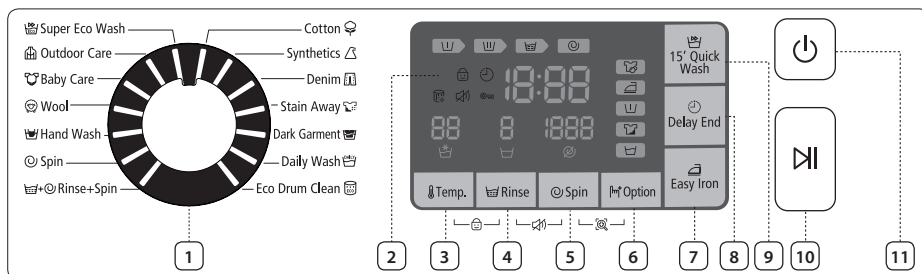 Super Eco Wash
Outdoor Care
Baby Care
Wool
Hand Wash
Spin
+ Rinse+Spin
Cotton
Synthetics
Denim
Stain Away
Dark Garment
Daily Wash
Eco Drum Clean
18:88
88 8 1888
Temp.
Rinse
Spin
Option
15’ Quick
Wash
Delay End
Easy Iron
1
2
3
4
5
6
7
8
9
10
11